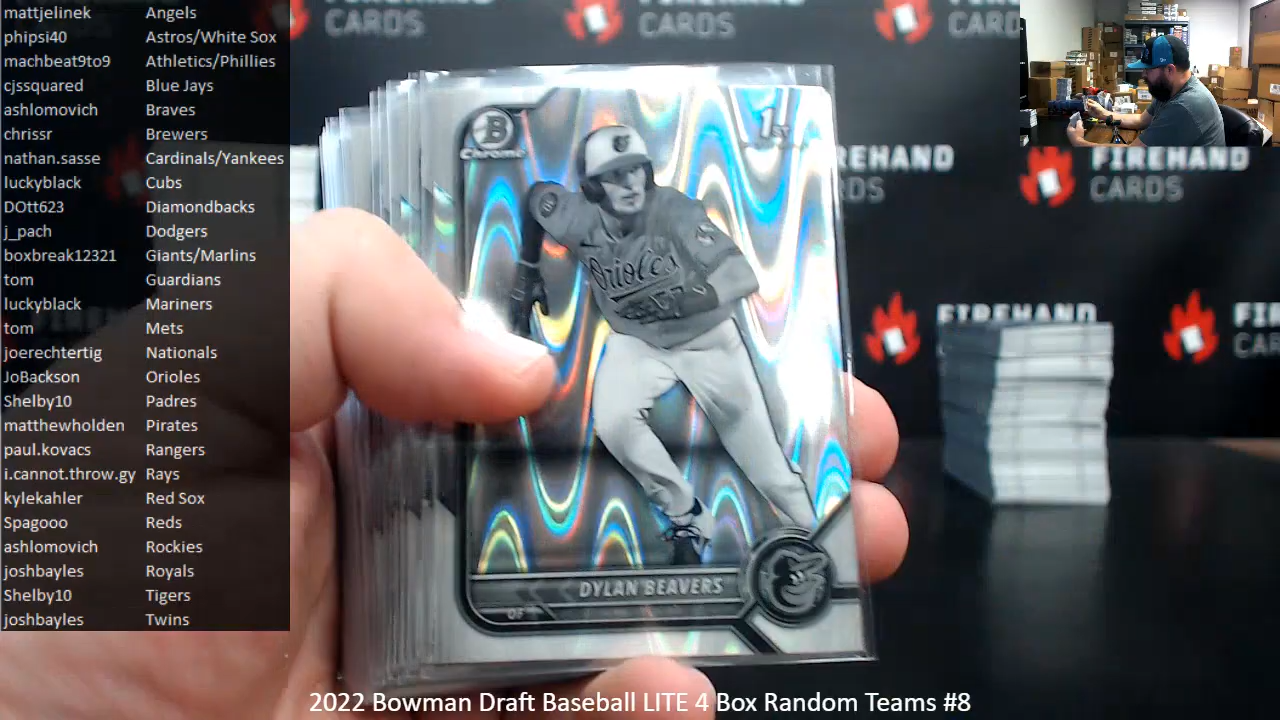 mattjelinek Angels
phipsi40 Astros/White Sox
machbeat9to9 Athletics/Phillies
cjssquared Blue Jays
ashlomovich Braves
chrissr Brewers
nathan.sasse Cardinals/Yankees
luckyblack Cubs
DOtt623 Diamondbacks
j_pach Dodgers
boxbreak12321 Giants/Marlins
tom Guardians
luckyblack Mariners
tom Mets
joerechtertig Nationals
JoBackson Orioles
Shelby10 Padres
matthewholden Pirates
paul.kovacs Rangers
i.cannot.throw.gy Rays
kylekahler Red Sox
Spagooo Reds
ashlomovich Rockies
joshbayles Royals
Shelby10 Tigers
joshbayles Twins
CARDS
CARDS
CARDS
FIREHAND
CARDS
FIREHAND
CARDS
FIREHAND
B
Chrome
1ST
Orioles
DYLAN BEAVERS
OF
2022 Bowman Draft Baseball LITE 4 Box Random Teams #8